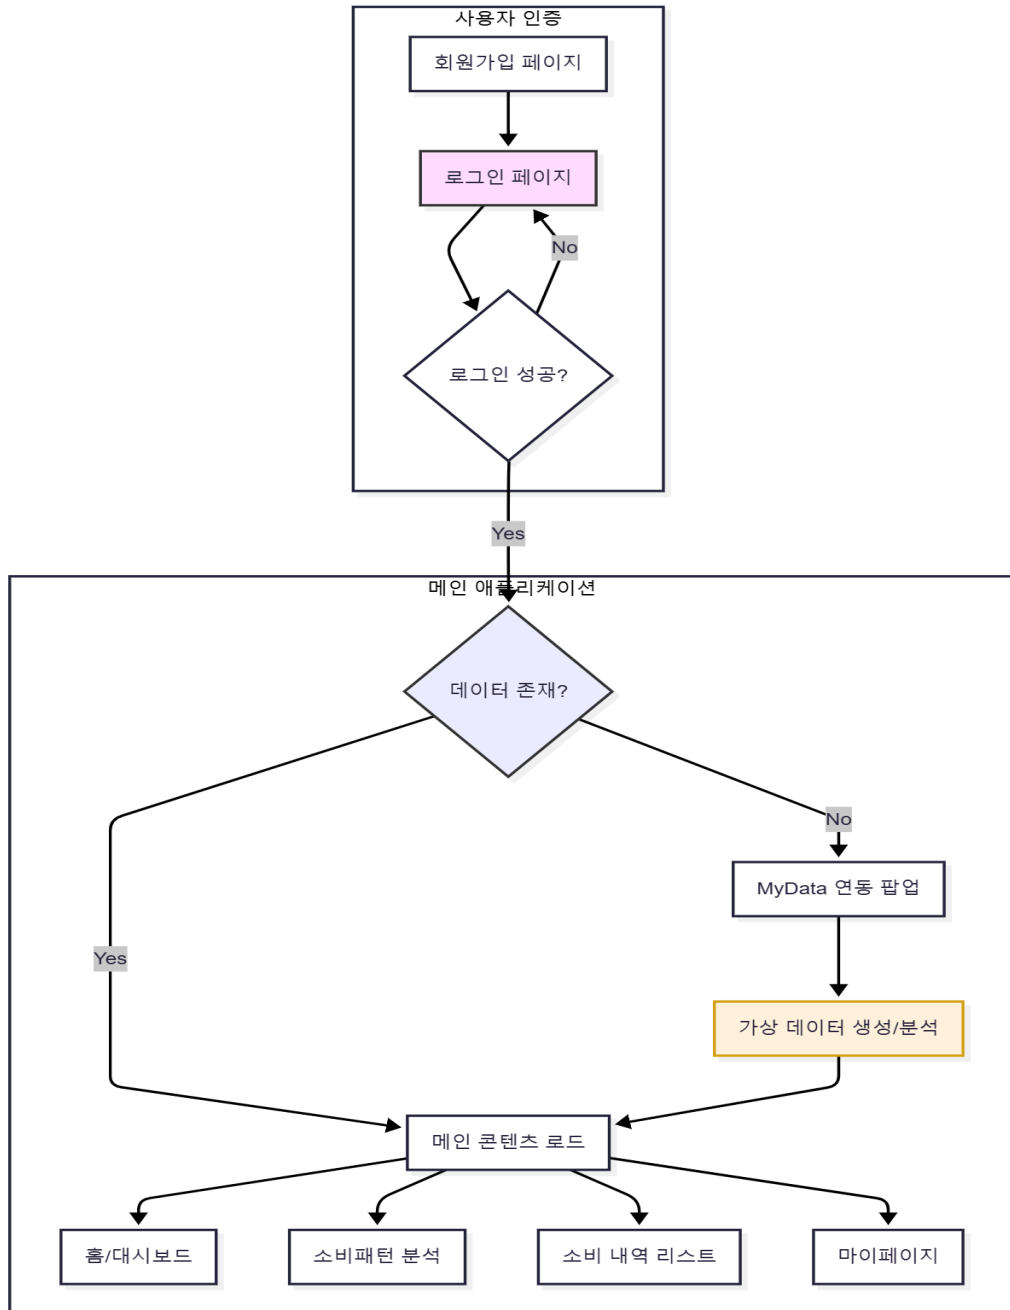 사용자 인증
회원가입 페이지
로그인 페이지
No
로그인 성공?
Yes
메인 애플리케이션
데이터 존재?
No
MyData 연동 팝업
Yes
가상 데이터 생성/분석
메인 콘텐츠 로드
홈/대시보드
소비패턴 분석
소비 내역 리스트
마이페이지